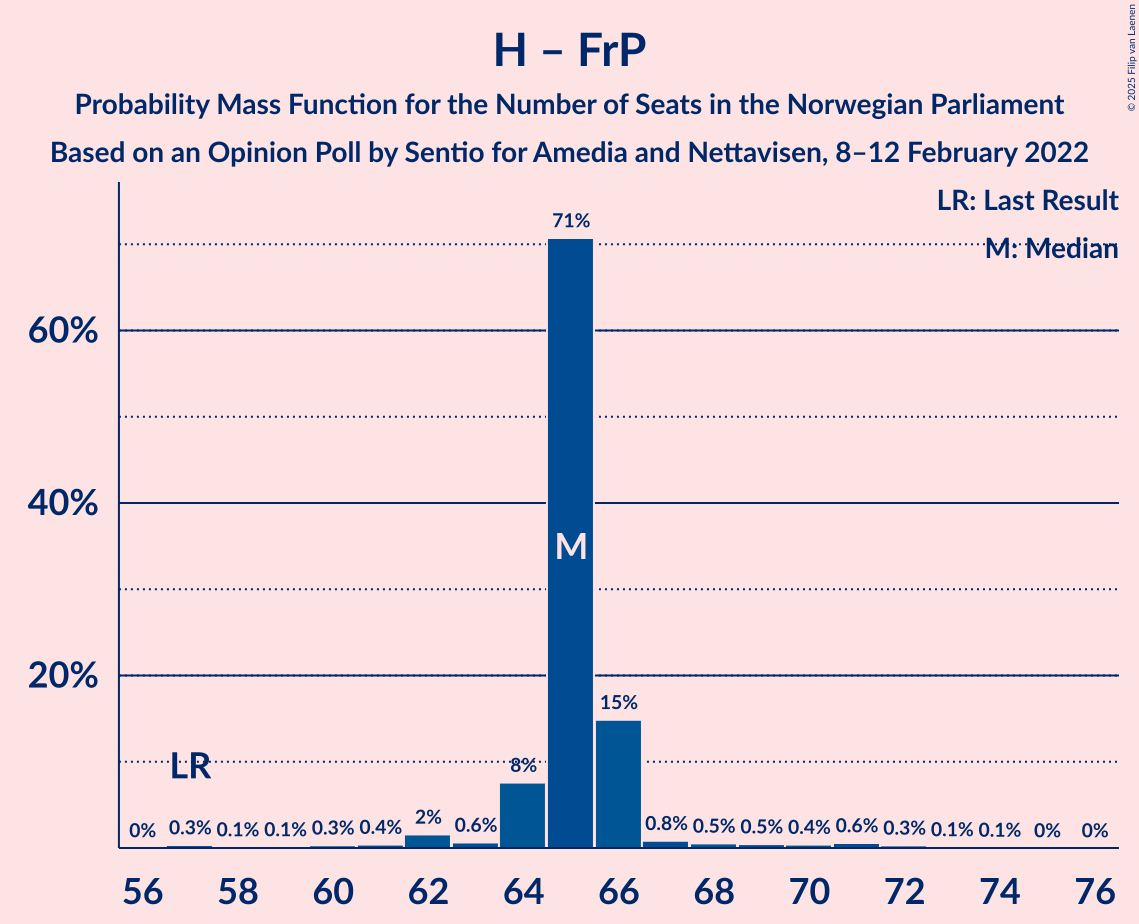 H – FrP
Probability Mass Function for the Number of Seats in the Norwegian Parliament
Based on an Opinion Poll by Sentio for Amedia and Nettavisen, 8–12 February 2022
© 2025 Filip van Laenen
LR: Last Result
M: Median
71%
60%
40%
M
20%
15%
LR
8%
0% 0.3% 0.1% 0.1% 0.3% 0.4% 2% 0.6% 0.8% 0.5% 0.5% 0.4% 0.6% 0.3% 0.1% 0.1% 0% 0%
56 58 60 62 64 66 68 70 72 74 76